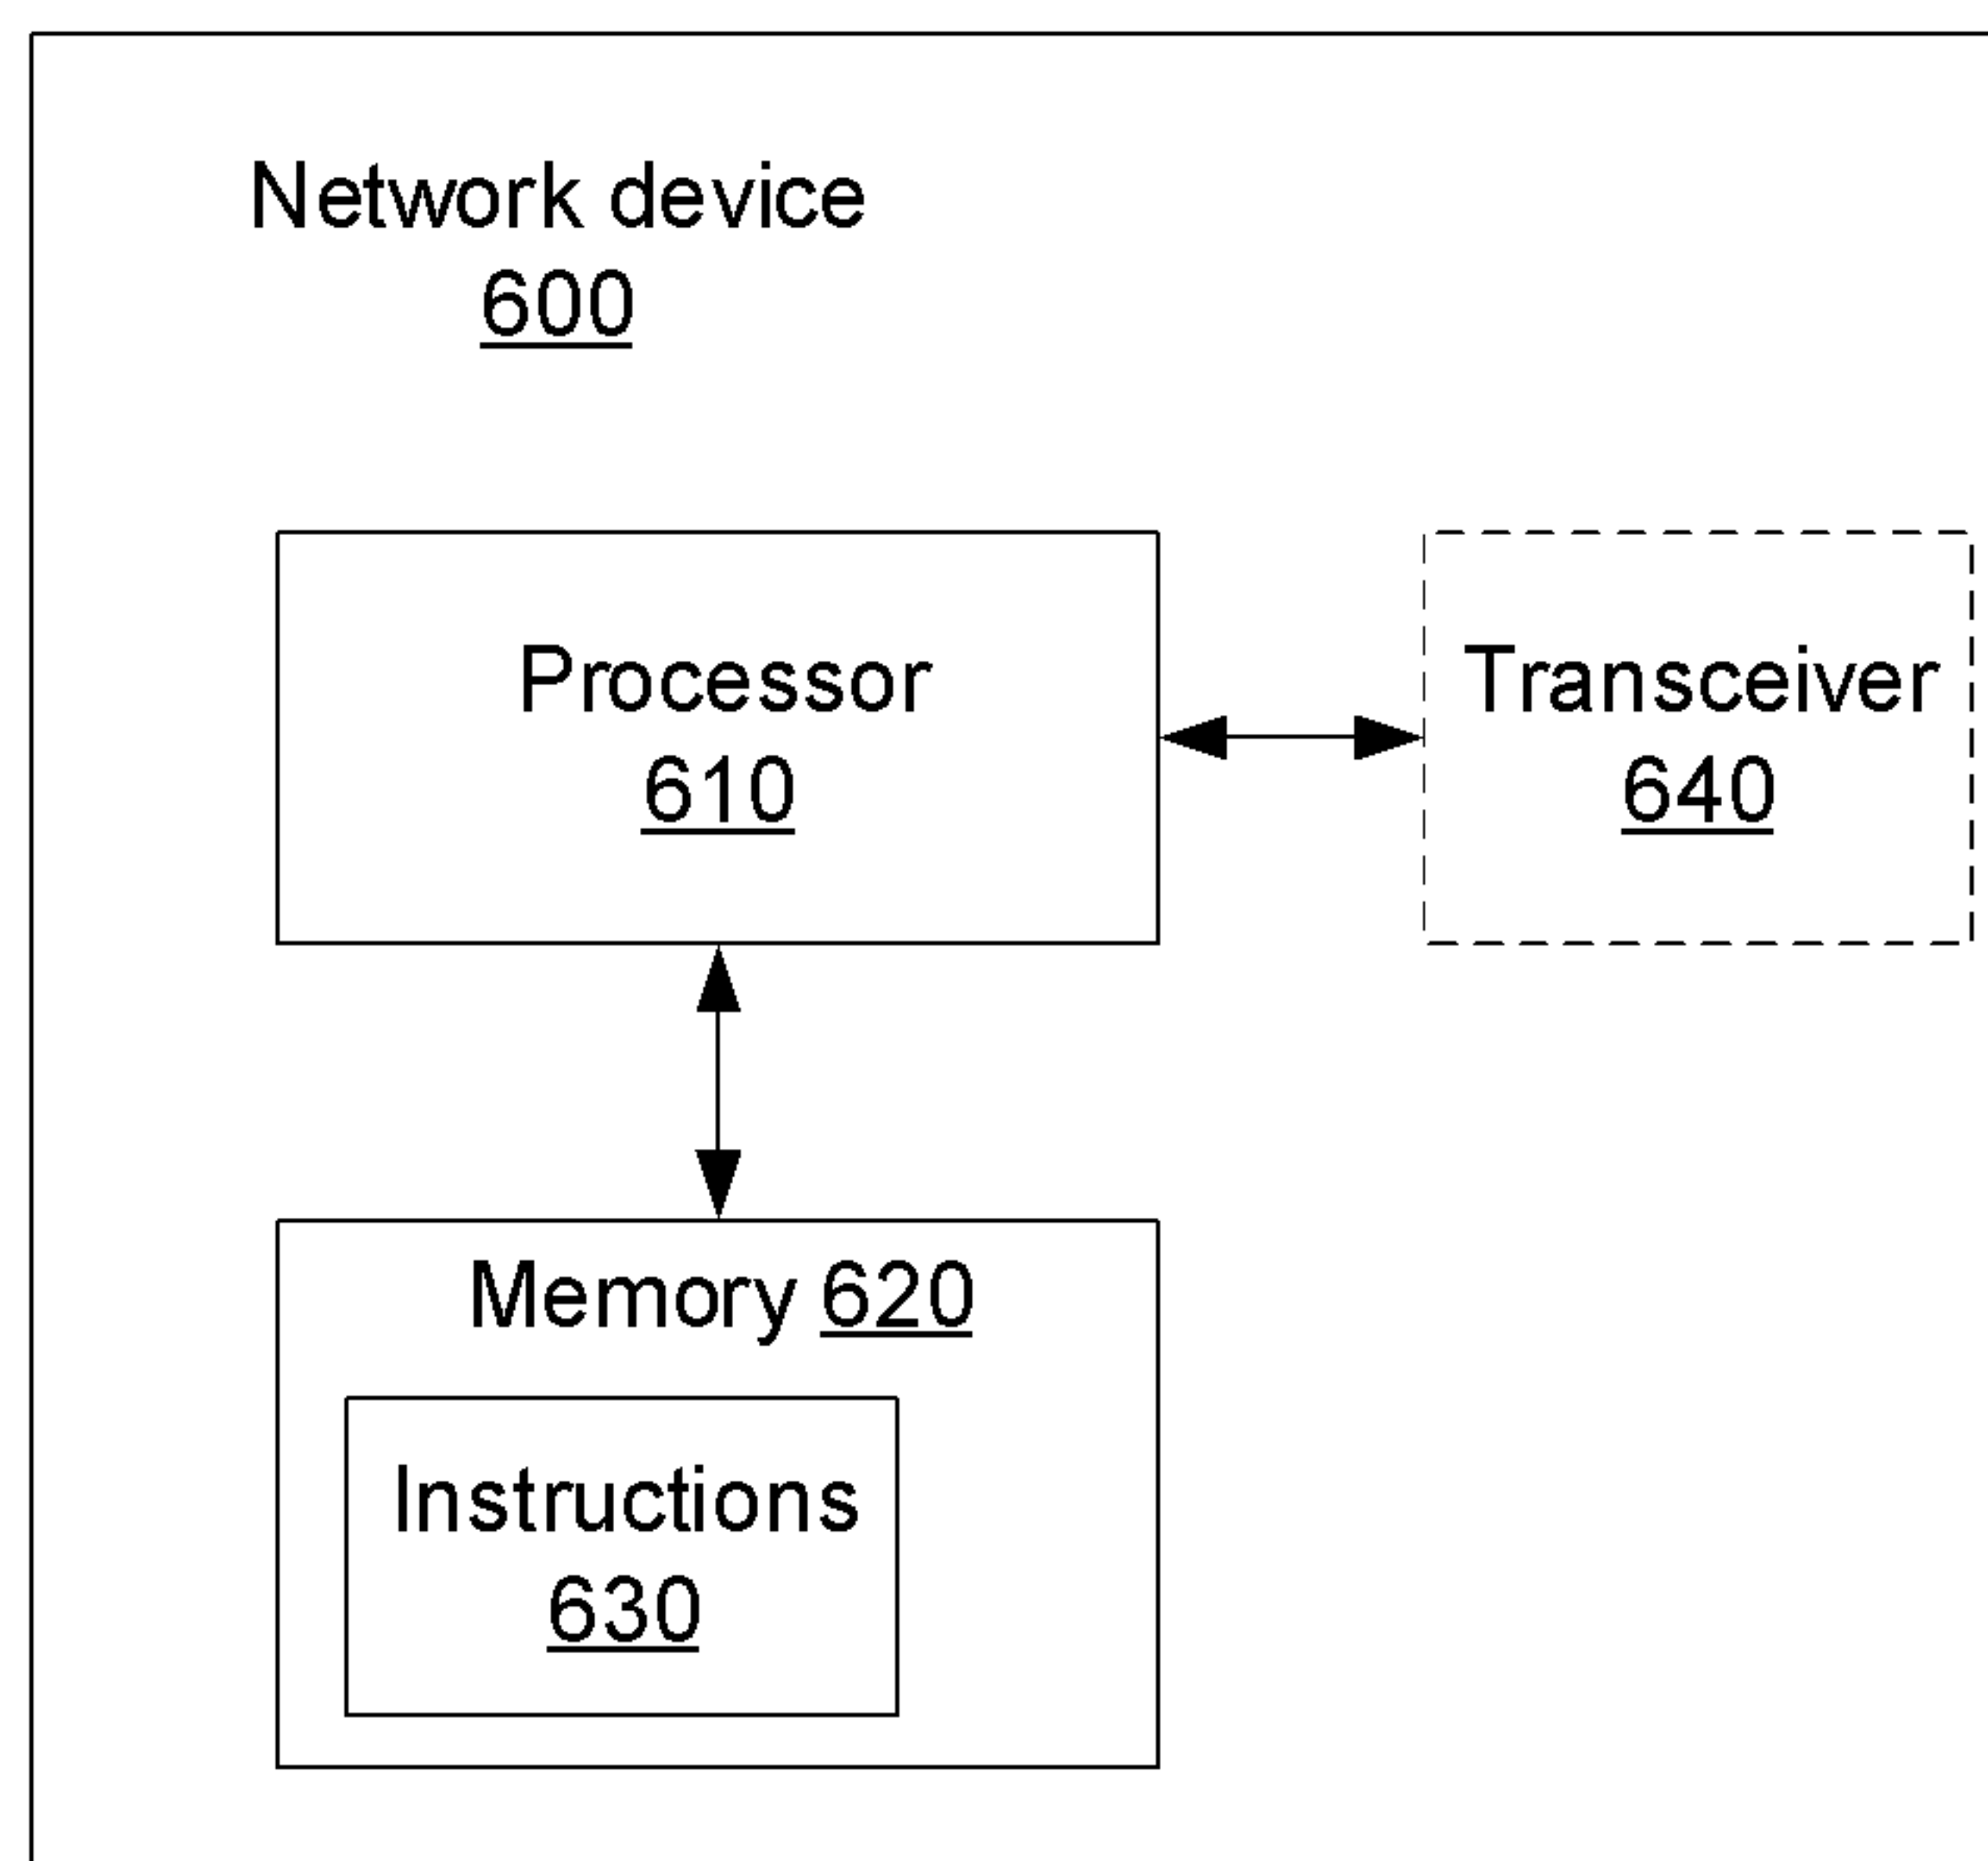 Network device
600
Processor
610
Transceiver
640
Memory 620
Instructions
630